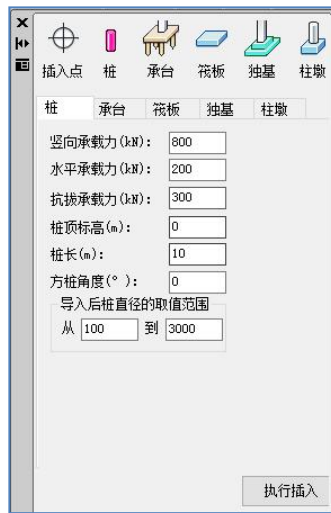 插入点 桩 承台 筏板 独基 柱墩
桩 承台 筏板 独基 柱墩
竖向承载力(kN): 800
水平承载力(kN): 200
抗拔承载力(kN): 300
桩顶标高(m): 0
桩长(m): 10
方桩角度(°): 0
导入后桩直径的取值范围
从 100 到 3000
执行插入